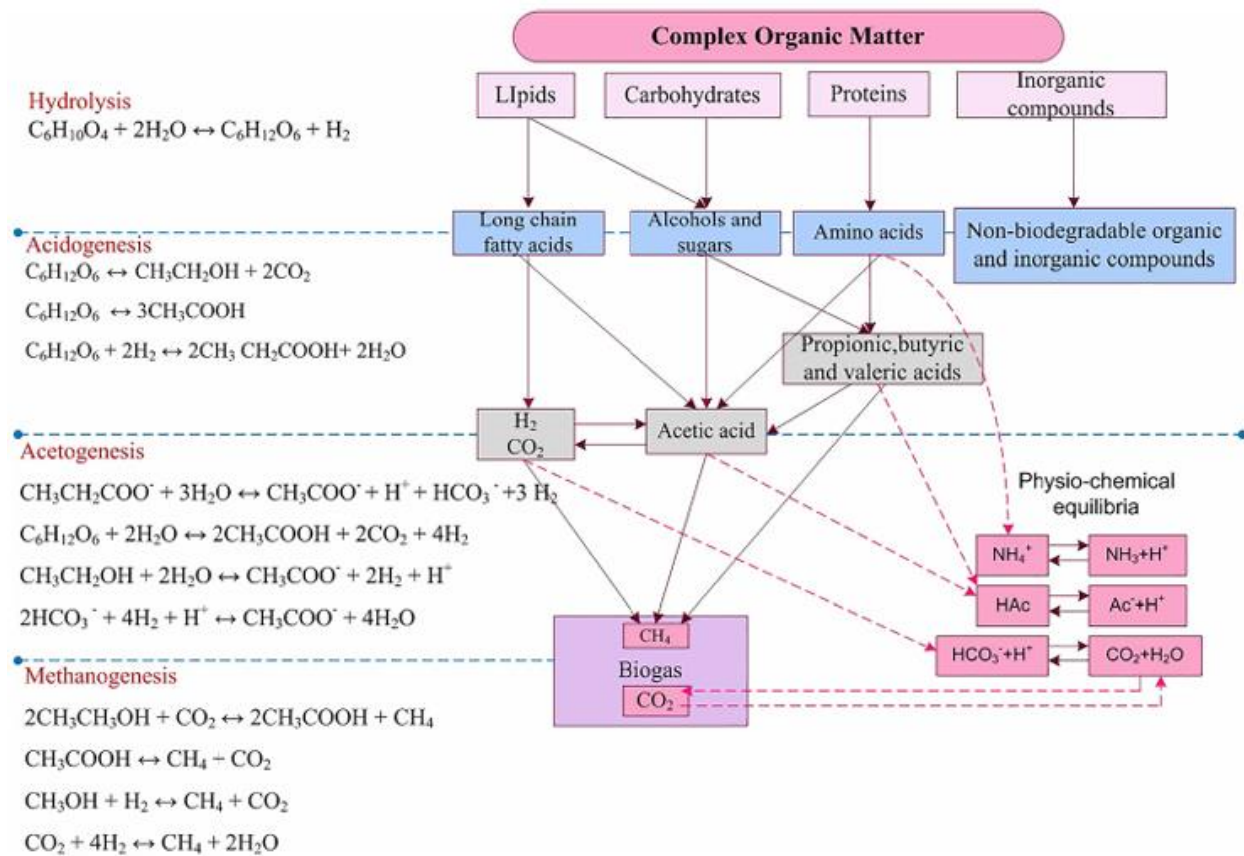 Complex Organic Matter
LIpids
Carbohydrates
Proteins
Inorganic
compounds
Hydrolysis
C₆H₁₀O₄ + 2H₂O ↔ C₆H₁₂O₆ + H₂
Long chain
fatty acids
Alcohols and
sugars
Amino acids
Non-biodegradable organic
and inorganic compounds
Acidogenesis
C₆H₁₂O₆ ↔ CH₃CH₂OH + 2CO₂
C₆H₁₂O₆ ↔ 3CH₃COOH
C₆H₁₂O₆ + 2H₂ ↔ 2CH₃ CH₂COOH+ 2H₂O
Propionic,butyric
and valeric acids
H₂
CO₂
Acetic acid
Acetogenesis
CH₃CH₂COO⁻ + 3H₂O ↔ CH₃COO⁻ + H⁺ + HCO₃⁻ +3 H₂
C₆H₁₂O₆ + 2H₂O ↔ 2CH₃COOH + 2CO₂ + 4H₂
CH₃CH₂OH + 2H₂O ↔ CH₃COO⁻ + 2H₂ + H⁺
2HCO₃⁻ + 4H₂ + H⁺ ↔ CH₃COO⁻ + 4H₂O
Physio-chemical
equilibria
NH₄⁺
NH₃+H⁺
HAc
Ac⁻+H⁺
HCO₃⁻+H⁺
CO₂+H₂O
CH₄
Biogas
CO₂
Methanogenesis
2CH₃CH₃OH + CO₂ ↔ 2CH₃COOH + CH₄
CH₃COOH ↔ CH₄ + CO₂
CH₃OH + H₂ ↔ CH₄ + CO₂
CO₂ + 4H₂ ↔ CH₄ + 2H₂O